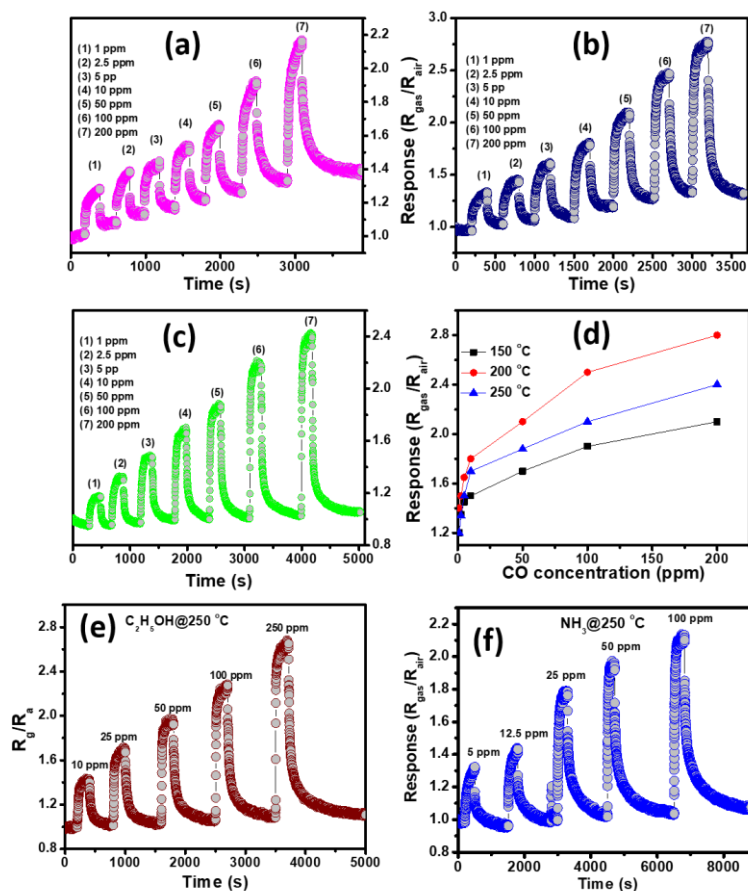 (a)
(1) 1 ppm
(2) 2.5 ppm
(3) 5 pp
(4) 10 ppm
(5) 50 ppm
(6) 100 ppm
(7) 200 ppm
(1)
(2)
(3)
(4)
(5)
(6)
(7)
2.2
2.0
1.8
1.6
1.4
1.2
1.0
0 1000 2000 3000
Time (s)
(b)
(1) 1 ppm
(2) 2.5 ppm
(3) 5 pp
(4) 10 ppm
(5) 50 ppm
(6) 100 ppm
(7) 200 ppm
(1)
(2)
(3)
(4)
(5)
(6)
(7)
Response (Rgas/Rair)
3.0
2.5
2.0
1.5
1.0
0 500 1000 1500 2000 2500 3000 3500
Time (s)
(c)
(1) 1 ppm
(2) 2.5 ppm
(3) 5 pp
(4) 10 ppm
(5) 50 ppm
(6) 100 ppm
(7) 200 ppm
(1)
(2)
(3)
(4)
(5)
(6)
(7)
2.4
2.0
1.6
1.2
0.8
0 1000 2000 3000 4000 5000
Time (s)
(d)
150 °C
200 °C
250 °C
Response (Rgas/Rair)
2.8
2.4
2.0
1.6
1.2
0 50 100 150 200
CO concentration (ppm)
(e)
C2H5OH@250 °C
10 ppm
25 ppm
50 ppm
100 ppm
250 ppm
Rg/Ra
2.8
2.4
2.0
1.6
1.2
0.8
0 1000 2000 3000 4000 5000
Time (s)
(f)
NH3@250 °C
5 ppm
12.5 ppm
25 ppm
50 ppm
100 ppm
Response (Rgas/Rair)
2.2
2.0
1.8
1.6
1.4
1.2
1.0
0.8
0 2000 4000 6000 8000
Time (s)